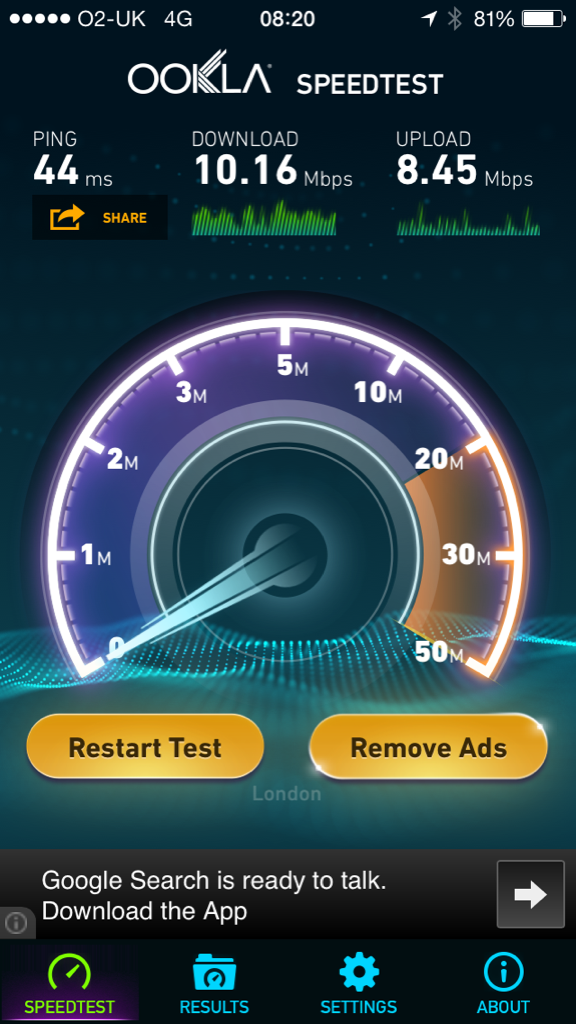 O2-UK 4G 08:20 81%
OOKLA SPEEDTEST
PING DOWNLOAD UPLOAD
44 ms 10.16 Mbps 8.45 Mbps
SHARE
5M
3M 10M
2M 20M
1M 30M
0 50M
Restart Test Remove Ads
London
Google Search is ready to talk.
Download the App
SPEEDTEST RESULTS SETTINGS ABOUT